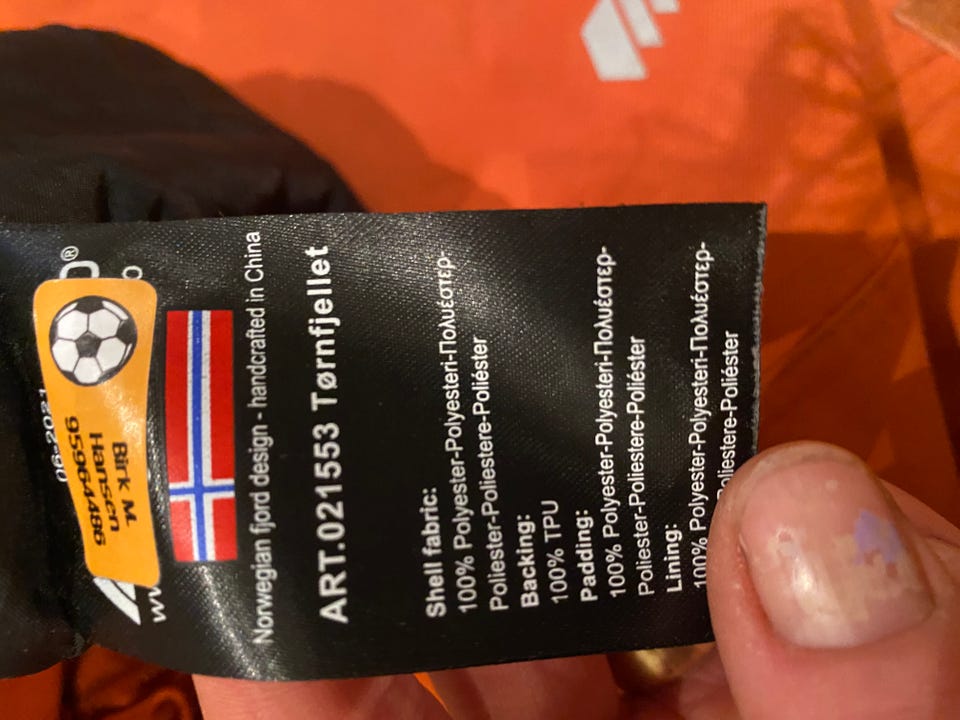 06-2021
Birk M.
Hansen
95964486
Norwegian fjord design - handcrafted in China
ART.021553 Tørnfjellet
Shell fabric:
100% Polyester-Polyesteri-Πολυέστερ-
Poliester-Poliestere-Poliéster
Backing:
100% TPU
Padding:
100% Polyester-Polyesteri-Πολυέστερ-
Poliester-Poliestere-Poliéster
Lining:
100% Polyester-Polyesteri-Πολυέστερ-
Poliestere-Poliéster